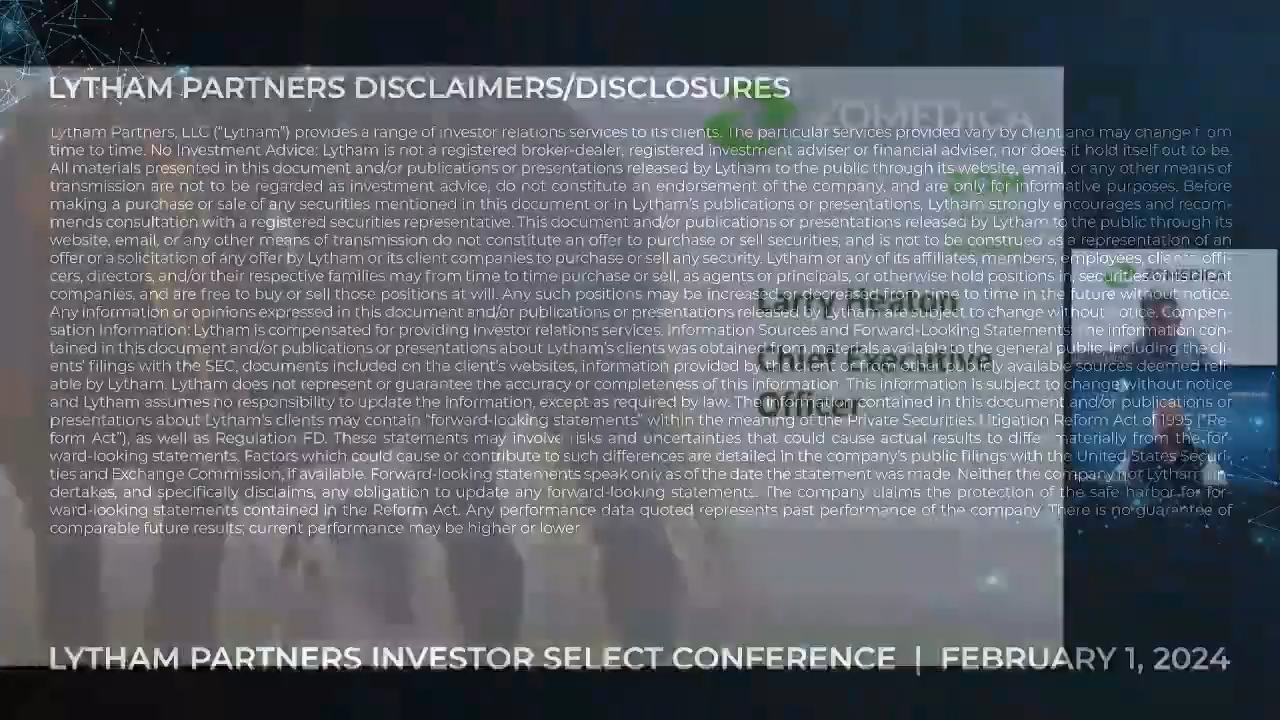 LYTHAM PARTNERS DISCLAIMERS/DISCLOSURES
ZOMEDICA
Lytham Partners, LLC (“Lytham”) provides a range of investor relations services to its clients. The particular services provided vary by client and may change from
time to time. No Investment Advice: Lytham is not a registered broker-dealer, registered investment adviser or financial adviser, nor does it hold itself out to be.
All materials presented in this document and/or publications or presentations released by Lytham to the public through its website, email, or any other means of
transmission are not to be regarded as investment advice, do not constitute an endorsement of the company, and are only for informative purposes. Before
making a purchase or sale of any securities mentioned in this document or in Lytham’s publications or presentations, Lytham strongly encourages and recom-
mends consultation with a registered securities representative. This document and/or publications or presentations released by Lytham to the public through its
website, email, or any other means of transmission do not constitute an offer to purchase or sell securities, and is not to be construed as a representation of an
offer or a solicitation of any offer by Lytham or its client companies to purchase or sell any security. Lytham or any of its affiliates, members, employees, clients, offi-
cers, directors, and/or their respective families may from time to time purchase or sell, as agents or principals, or otherwise hold positions in, securities of its client
companies, and are free to buy or sell those positions at will. Any such positions may be increased or decreased from time to time in the future without notice.
Any information or opinions expressed in this document and/or publications or presentations released by Lytham are subject to change without notice Compen-
sation Information: Lytham is compensated for providing investor relations services. Information Sources and Forward-Looking Statements: The information con-
tained in this document and/or publications or presentations about Lytham’s clients was obtained from materials available to the general public, including the cli-
ents’ filings with the SEC, documents included on the client’s websites, information provided by the client or from other publicly available sources deemed reli-
able by Lytham. Lytham does not represent or guarantee the accuracy or completeness of this information. This information is subject to change without notice
and Lytham assumes no responsibility to update the information, except as required by law. The information contained in this document and/or publications or
presentations about Lytham’s clients may contain “forward-looking statements” within the meaning of the Private Securities Litigation Reform Act of 1995 (“Re-
form Act”), as well as Regulation FD. These statements may involve risks and uncertainties that could cause actual results to differ materially from the for-
ward-looking statements. Factors which could cause or contribute to such differences are detailed in the company’s public filings with the United States Securi-
ties and Exchange Commission, if available. Forward-looking statements speak only as of the date the statement was made. Neither the company not Lytham un-
dertakes, and specifically disclaims, any obligation to update any forward-looking statements. The company claims the protection of the safe harbor for for-
ward-looking statements contained in the Reform Act. Any performance data quoted represents past performance of the company. There is no guarantee of
comparable future results; current performance may be higher or lower
Larry Heaton
Chief Executive
Officer
LYTHAM PARTNERS INVESTOR SELECT CONFERENCE | FEBRUARY 1, 2024